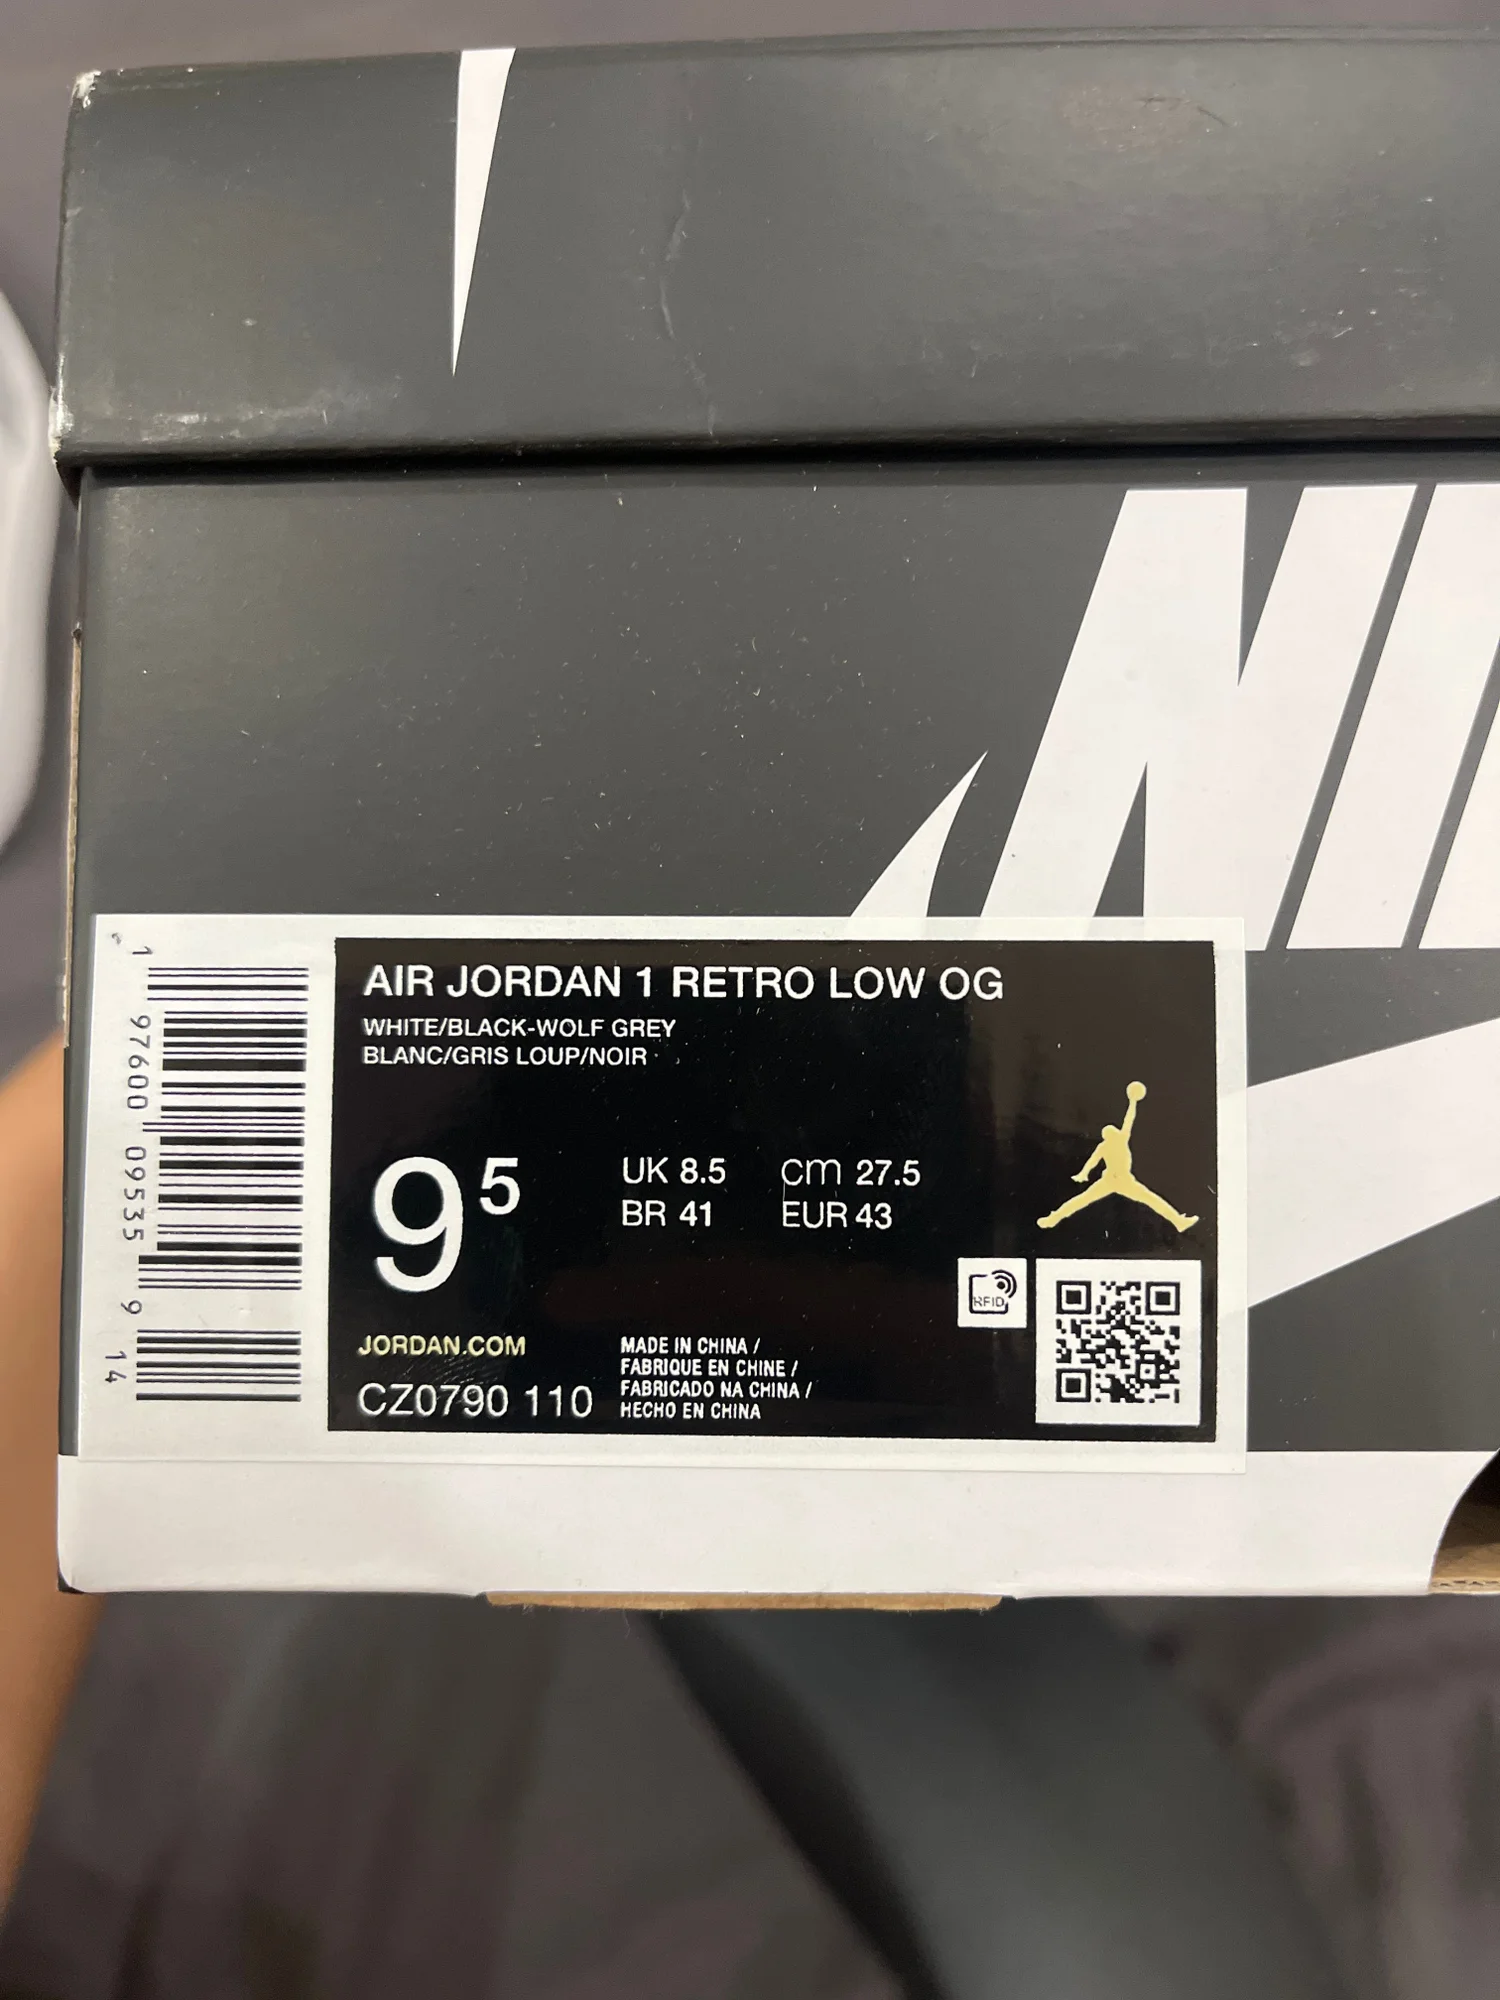 NI
AIR JORDAN 1 RETRO LOW OG
WHITE/BLACK-WOLF GREY
BLANC/GRIS LOUP/NOIR
9⁵
UK 8.5 cm 27.5
BR 41 EUR 43
RFID
JORDAN.COM
CZ0790 110
MADE IN CHINA /
FABRIQUE EN CHINE /
FABRICADO NA CHINA /
HECHO EN CHINA
1 97600 09535 9 14